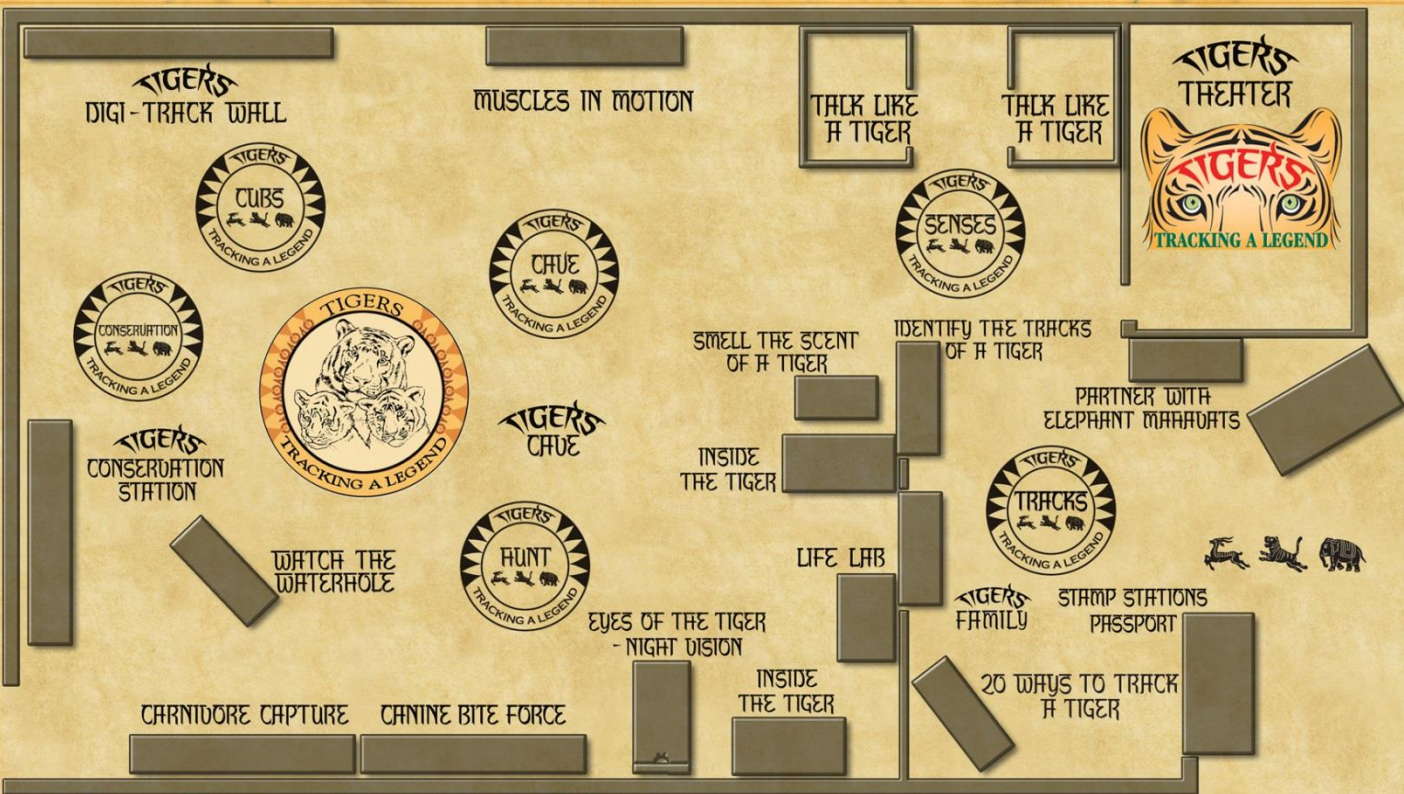 TIGERS
DIGI-TRACK WALL
MUSCLES IN MOTION
TALK LIKE
A TIGER
TALK LIKE
A TIGER
TIGERS
THEATER
TIGERS
TRACKING A LEGEND
TIGERS
CUBS
TRACKING A LEGEND
TIGERS
CAVE
TRACKING A LEGEND
TIGERS
SENSES
TRACKING A LEGEND
TIGERS
CONSERVATION
TRACKING A LEGEND
TIGERS
TRACKING A LEGEND
SMELL THE SCENT
OF A TIGER
IDENTIFY THE TRACKS
OF A TIGER
PARTNER WITH
ELEPHANT MAHAVATS
TIGERS
CAVE
TIGERS
CONSERVATION
STATION
INSIDE
THE TIGER
TIGERS
TRACKS
TRACKING A LEGEND
WATCH THE
WATERHOLE
TIGERS
HUNT
TRACKING A LEGEND
LIFE LAB
TIGERS
FAMILY
STAMP STATIONS
PASSPORT
EYES OF THE TIGER
- NIGHT VISION
INSIDE
THE TIGER
20 WAYS TO TRACK
A TIGER
CARNIVORE CAPTURE
CANINE BITE FORCE